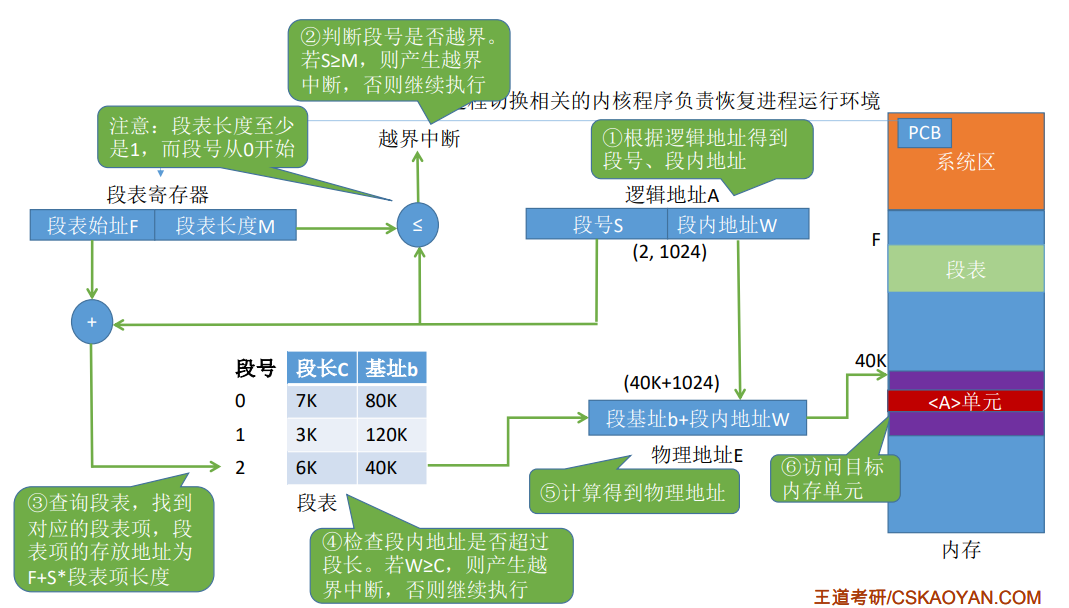 ②判断段号是否越界。
若S≥M，则产生越界
中断，否则继续执行
程切换相关的内核程序负责恢复进程运行环境
注意：段表长度至少
是1，而段号从0开始
越界中断
①根据逻辑地址得到
段号、段内地址
PCB
系统区
段表寄存器
逻辑地址A
段表始址F
段表长度M
≤
段号S
段内地址W
(2, 1024)
F
段表
+
段号
段长C
基址b
0
7K
80K
1
3K
120K
2
6K
40K
段表
(40K+1024)
段基址b+段内地址W
物理地址E
40K
<A>单元
③查询段表，找到
对应的段表项，段
表项的存放地址为
F+S*段表项长度
④检查段内地址是否超过
段长。若W≥C，则产生越
界中断，否则继续执行
⑤计算得到物理地址
⑥访问目标
内存单元
内存
王道考研/CSKAOYAN.COM